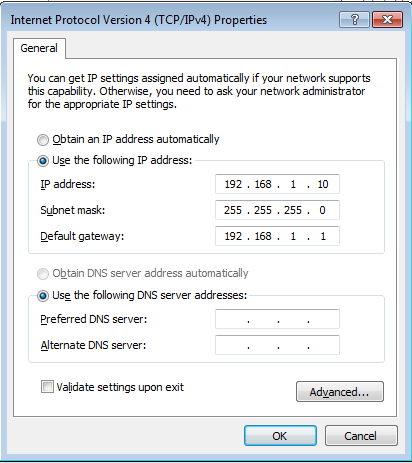 Internet Protocol Version 4 (TCP/IPv4) Properties
?
General
You can get IP settings assigned automatically if your network supports
this capability. Otherwise, you need to ask your network administrator
for the appropriate IP settings.
Obtain an IP address automatically
Use the following IP address:
IP address: 192 . 168 . 1 . 10
Subnet mask: 255 . 255 . 255 . 0
Default gateway: 192 . 168 . 1 . 1
Obtain DNS server address automatically
Use the following DNS server addresses:
Preferred DNS server: . . .
Alternate DNS server: . . .
Validate settings upon exit
Advanced...
OK Cancel